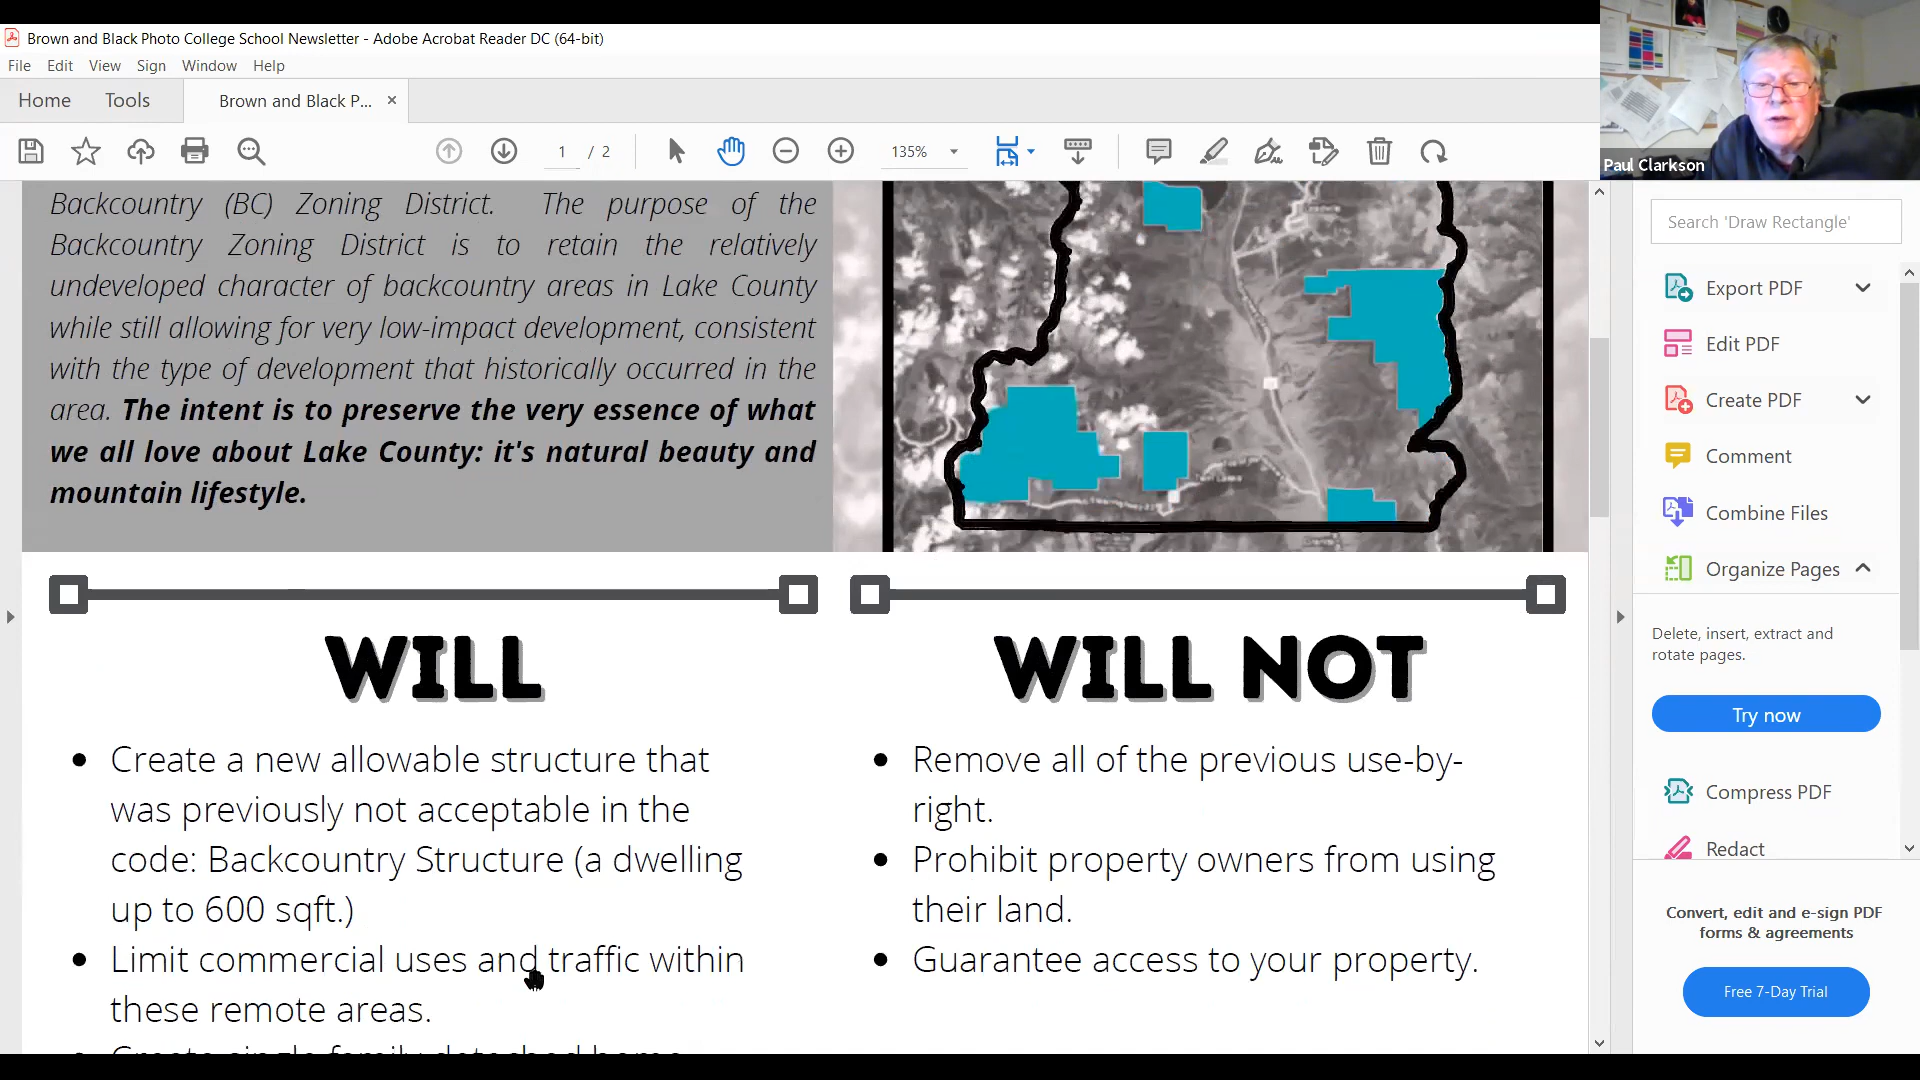 Brown and Black Photo College School Newsletter - Adobe Acrobat Reader DC (64-bit)
File Edit View Sign Window Help
Home Tools Brown and Black P... ×
1 / 2 135%
Paul Clarkson
Backcountry (BC) Zoning District. The purpose of the
Backcountry Zoning District is to retain the relatively
undeveloped character of backcountry areas in Lake County
while still allowing for very low-impact development, consistent
with the type of development that historically occurred in the
area. The intent is to preserve the very essence of what
we all love about Lake County: it's natural beauty and
mountain lifestyle.
WILL
Create a new allowable structure that
was previously not acceptable in the
code: Backcountry Structure (a dwelling
up to 600 sqft.)
Limit commercial uses and traffic within
these remote areas.
Create single family detached home
WILL NOT
Remove all of the previous use-by-
right.
Prohibit property owners from using
their land.
Guarantee access to your property.
Search 'Draw Rectangle'
Export PDF
Edit PDF
Create PDF
Comment
Combine Files
Organize Pages
Delete, insert, extract and
rotate pages.
Try now
Compress PDF
Redact
Convert, edit and e-sign PDF
forms & agreements
Free 7-Day Trial